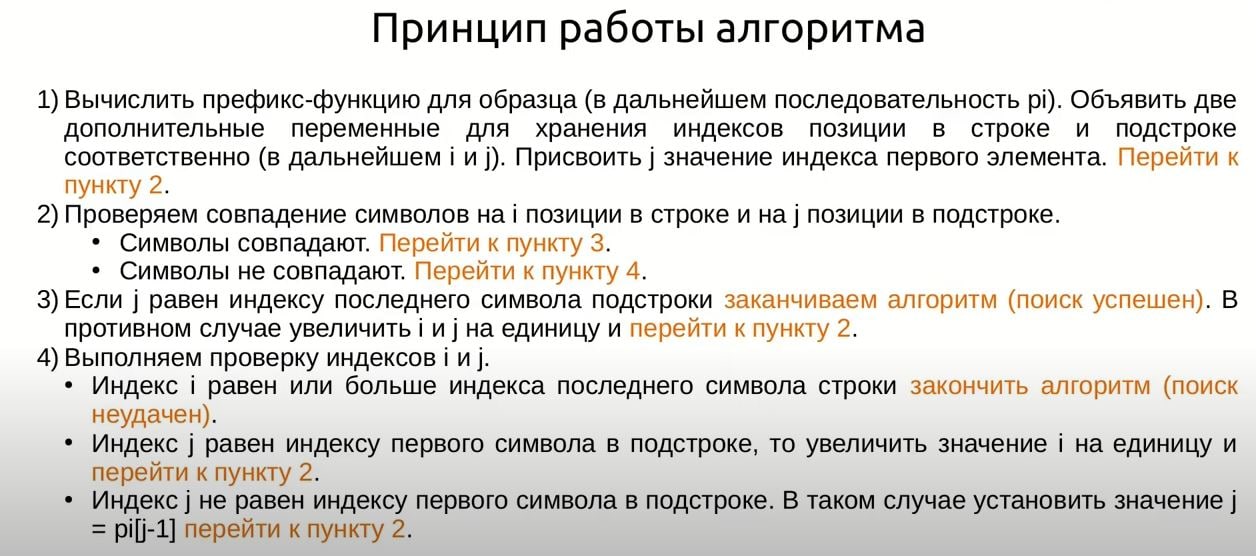 Принцип работы алгоритма
1) Вычислить префикс-функцию для образца (в дальнейшем последовательность pi). Объявить две
дополнительные переменные для хранения индексов позиции в строке и подстроке
соответственно (в дальнейшем i и j). Присвоить j значение индекса первого элемента. Перейти к
пункту 2.
2) Проверяем совпадение символов на i позиции в строке и на j позиции в подстроке.
• Символы совпадают. Перейти к пункту 3.
• Символы не совпадают. Перейти к пункту 4.
3) Если j равен индексу последнего символа подстроки заканчиваем алгоритм (поиск успешен). В
противном случае увеличить i и j на единицу и перейти к пункту 2.
4) Выполняем проверку индексов i и j.
• Индекс i равен или больше индекса последнего символа строки закончить алгоритм (поиск
неудачен).
• Индекс j равен индексу первого символа в подстроке, то увеличить значение i на единицу и
перейти к пункту 2.
• Индекс j не равен индексу первого символа в подстроке. В таком случае установить значение j
= pi[j-1] перейти к пункту 2.